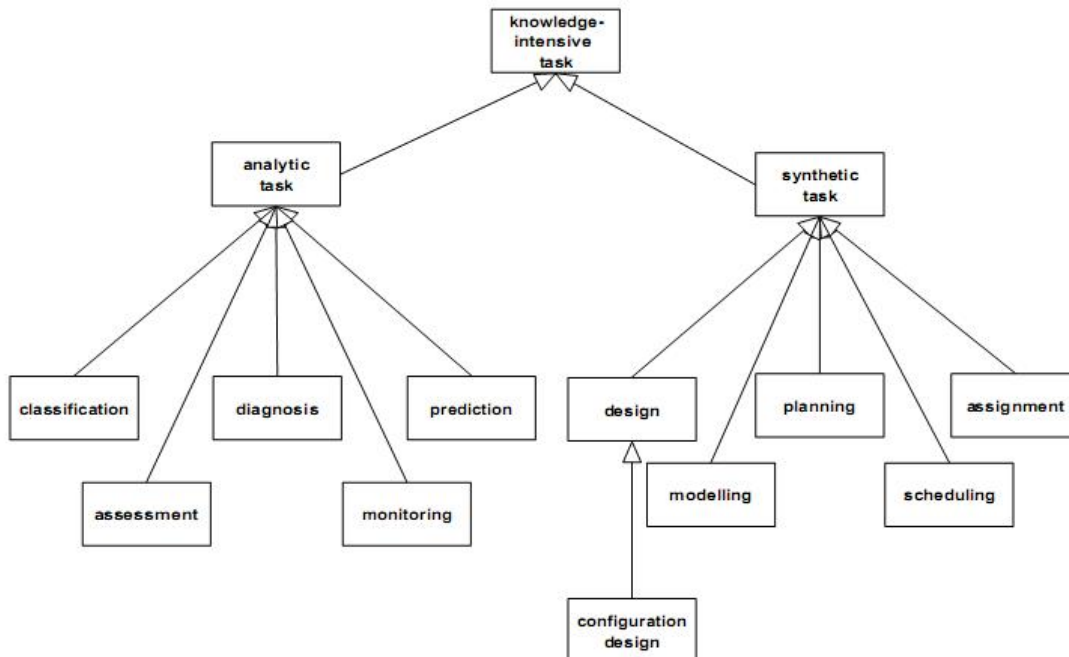 knowledge-
intensive
task
analytic
task
synthetic
task
classification
diagnosis
prediction
design
planning
assignment
assessment
monitoring
modelling
scheduling
configuration
design